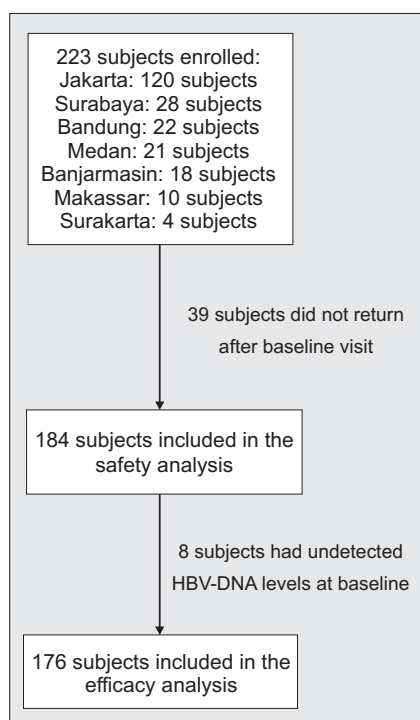 223 subjects enrolled:
Jakarta: 120 subjects
Surabaya: 28 subjects
Bandung: 22 subjects
Medan: 21 subjects
Banjarmasin: 18 subjects
Makassar: 10 subjects
Surakarta: 4 subjects
39 subjects did not return
after baseline visit
184 subjects included in the
safety analysis
8 subjects had undetected
HBV-DNA levels at baseline
176 subjects included in the
efficacy analysis